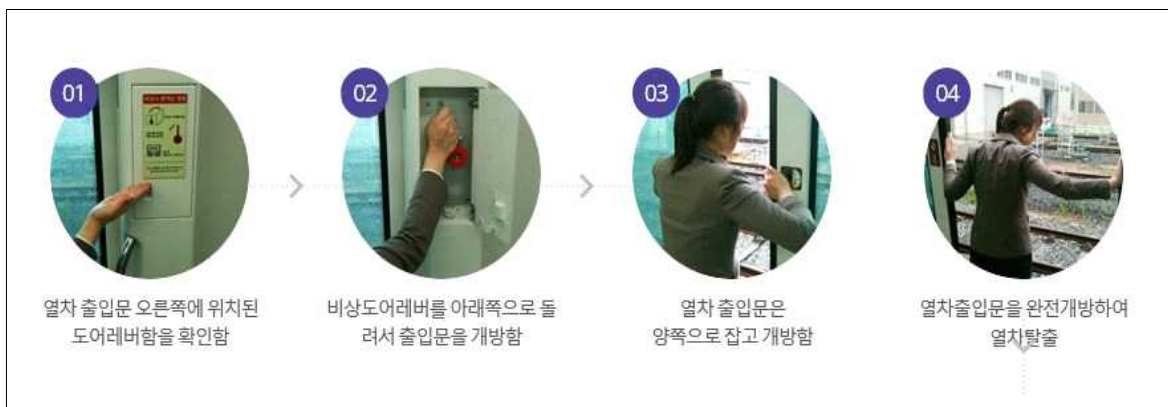 01
열차 출입문 오른쪽에 위치된
도어레버함을 확인함
02
비상도어레버를 아래쪽으로 돌
려서 출입문을 개방함
03
열차 출입문은
양쪽으로 잡고 개방함
04
열차출입문을 완전개방하여
열차탈출